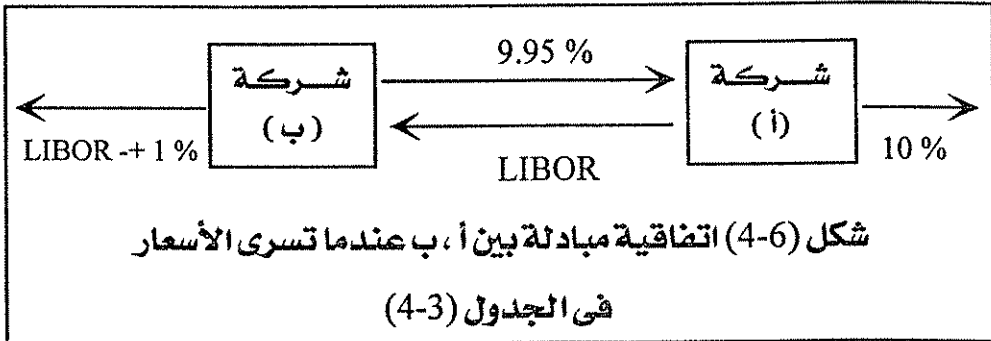 9.95 %
شركة
(أ)
شركة
(ب)
10 %
LIBOR
LIBOR -+ 1 %
شكل (6-4) اتفاقية مبادلة بين أ ، ب عندما تسرى الأسعار
فى الجدول (3-4)